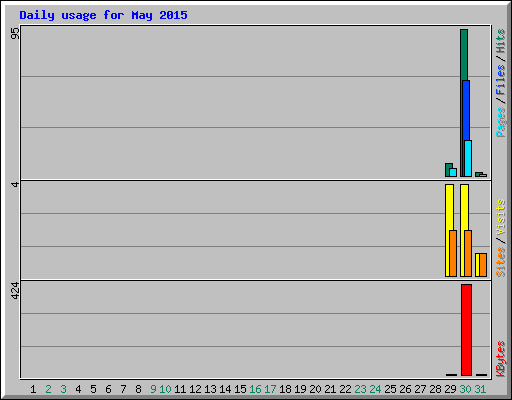 Daily usage for May 2015
95
Pages / Files / Hits
4
Sites / Visits
424
KBytes
1 2 3 4 5 6 7 8 9 10 11 12 13 14 15 16 17 18 19 20 21 22 23 24 25 26 27 28 29 30 31